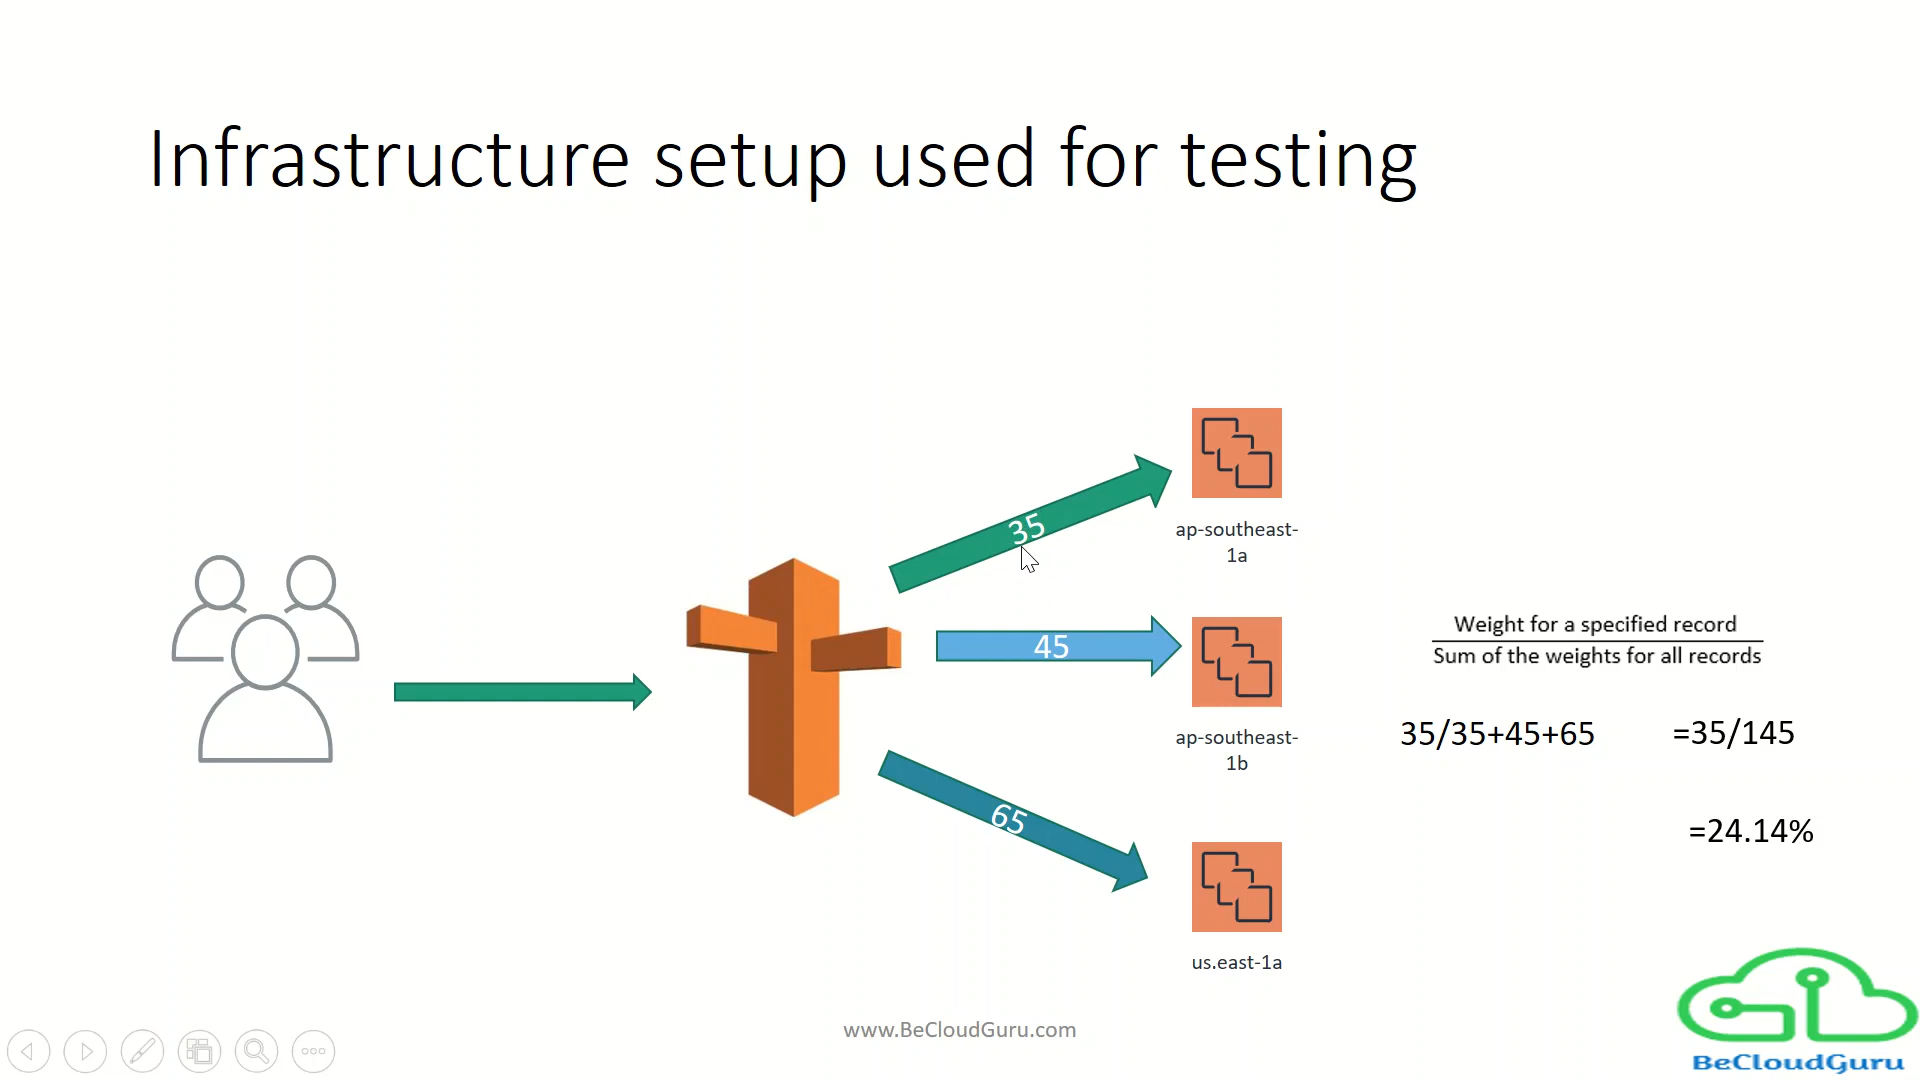 Infrastructure setup used for testing
35
ap-southeast-
1a
45
ap-southeast-
1b
65
us.east-1a
Weight for a specified record
Sum of the weights for all records
35/35+45+65
=35/145
=24.14%
www.BeCloudGuru.com
BeCloudGuru